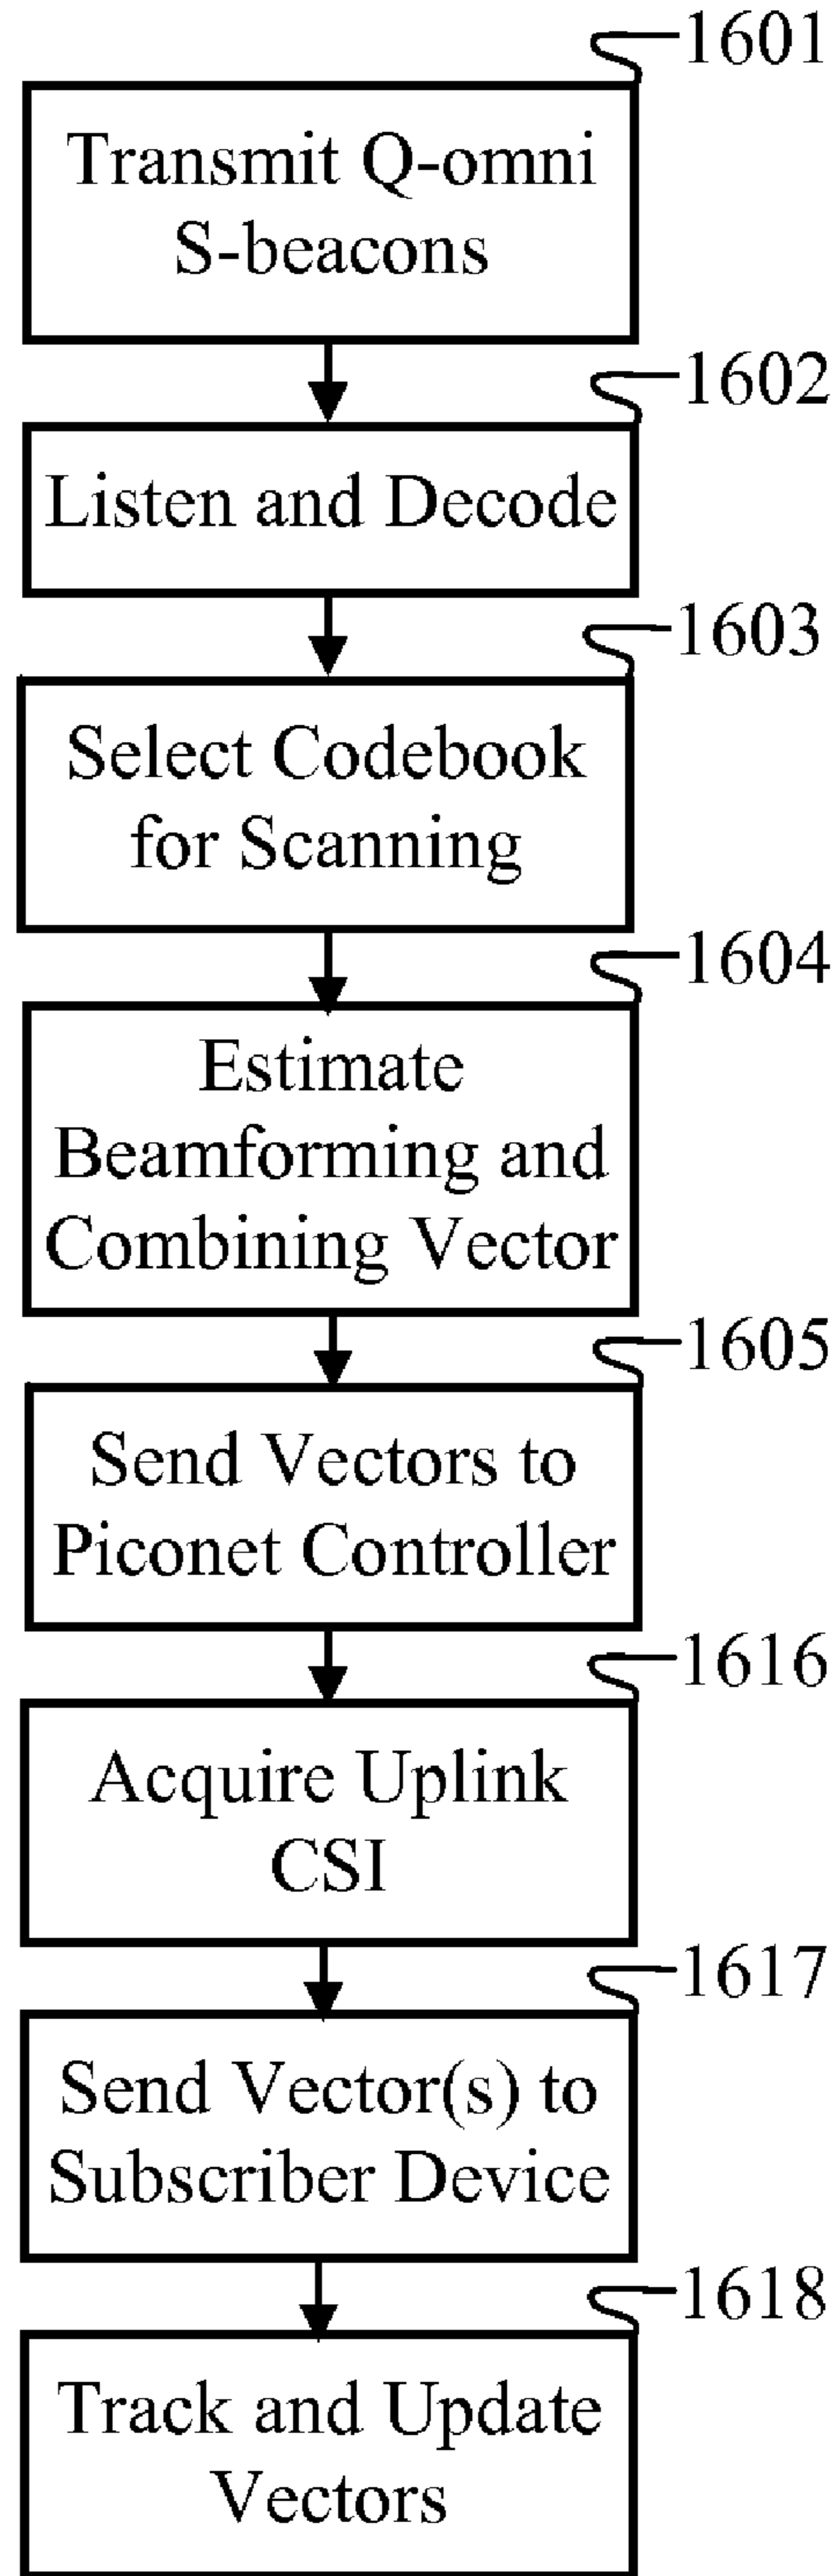 1601
Transmit Q-omni
S-beacons
1602
Listen and Decode
1603
Select Codebook
for Scanning
1604
Estimate
Beamforming and
Combining Vector
1605
Send Vectors to
Piconet Controller
1616
Acquire Uplink
CSI
1617
Send Vector(s) to
Subscriber Device
1618
Track and Update
Vectors